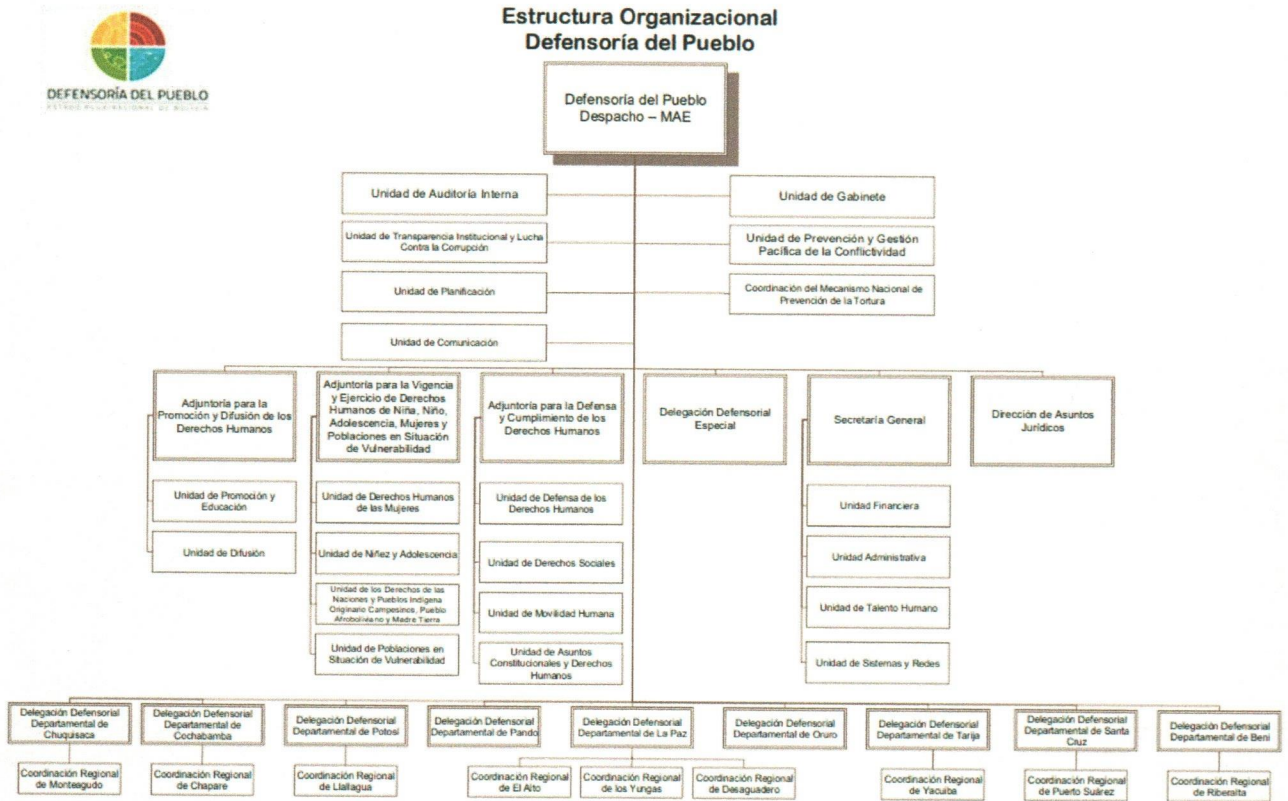 Estructura Organizacional
Defensoría del Pueblo
DEFENSORÍA DEL PUEBLO
ESTADO PLURINACIONAL DE BOLIVIA
Defensoría del Pueblo
Despacho – MAE
Unidad de Auditoría Interna
Unidad de Gabinete
Unidad de Transparencia Institucional y Lucha
Contra la Corrupción
Unidad de Prevención y Gestión
Pacífica de la Conflictividad
Unidad de Planificación
Coordinación del Mecanismo Nacional de
Prevención de la Tortura
Unidad de Comunicación
Adjuntoría para la
Promoción y Difusión de los
Derechos Humanos
Adjuntoría para la Vigencia
y Ejercicio de Derechos
Humanos de Niña, Niño,
Adolescencia, Mujeres y
Poblaciones en Situación
de Vulnerabilidad
Adjuntoría para la Defensa
y Cumplimiento de los
Derechos Humanos
Delegación Defensorial
Especial
Secretaría General
Dirección de Asuntos
Jurídicos
Unidad de Promoción y
Educación
Unidad de Difusión
Unidad de Derechos Humanos
de las Mujeres
Unidad de Niñez y Adolescencia
Unidad de los Derechos de las
Naciones y Pueblos Indígena
Originario Campesinos, Pueblo
Afroboliviano y Madre Tierra
Unidad de Poblaciones en
Situación de Vulnerabilidad
Unidad de Defensa de los
Derechos Humanos
Unidad de Derechos Sociales
Unidad de Movilidad Humana
Unidad de Asuntos
Constitucionales y Derechos
Humanos
Unidad Financiera
Unidad Administrativa
Unidad de Talento Humano
Unidad de Sistemas y Redes
Delegación Defensorial
Departamental de
Chuquisaca
Delegación Defensorial
Departamental de
Cochabamba
Delegación Defensorial
Departamental de Potosí
Delegación Defensorial
Departamental de Pando
Delegación Defensorial
Departamental de La Paz
Delegación Defensorial
Departamental de Oruro
Delegación Defensorial
Departamental de Tarija
Delegación Defensorial
Departamental de Santa
Cruz
Delegación Defensorial
Departamental de Beni
Coordinación Regional
de Monteagudo
Coordinación Regional
de Chapare
Coordinación Regional
de Llallagua
Coordinación Regional
de El Alto
Coordinación Regional
de los Yungas
Coordinación Regional
de Desaguadero
Coordinación Regional
de Yacuiba
Coordinación Regional
de Puerto Suárez
Coordinación Regional
de Riberalta